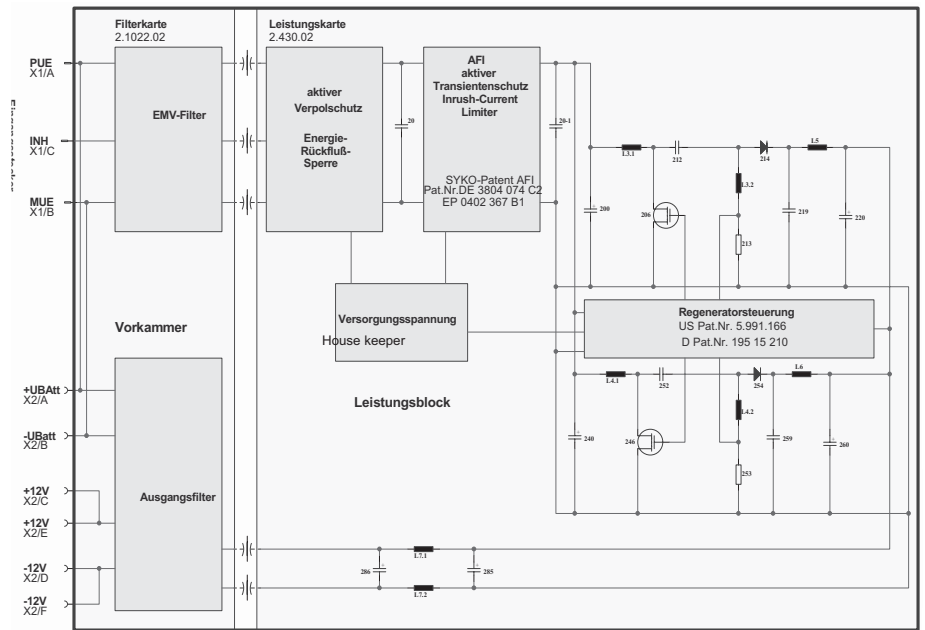 Filterkarte
2.1022.02
Leistungskarte
2.430.02
PUE
X1/A
INH
X1/C
MUE
X1/B
EMV-Filter
aktiver
Verpolschutz
Energie-
Rückfluß-
Sperre
20
AFI
aktiver
Transientenschutz
Inrush-Current
Limiter
SYKO-Patent AFI
Pat.Nr.DE 3804 074 C2
EP 0402 367 B1
20-1
L3.1
212
214
L5
L3.2
200
206
213
219
220
Versorgungsspannung
House keeper
Regeneratorsteuerung
US Pat.Nr. 5.991.166
D Pat.Nr. 195 15 210
Vorkammer
Leistungsblock
L4.1
252
254
L6
L4.2
240
246
253
259
260
+UBAtt
X2/A
-UBatt
X2/B
+12V
X2/C
+12V
X2/E
-12V
X2/D
-12V
X2/F
Ausgangsfilter
L7.1
286
285
L7.2